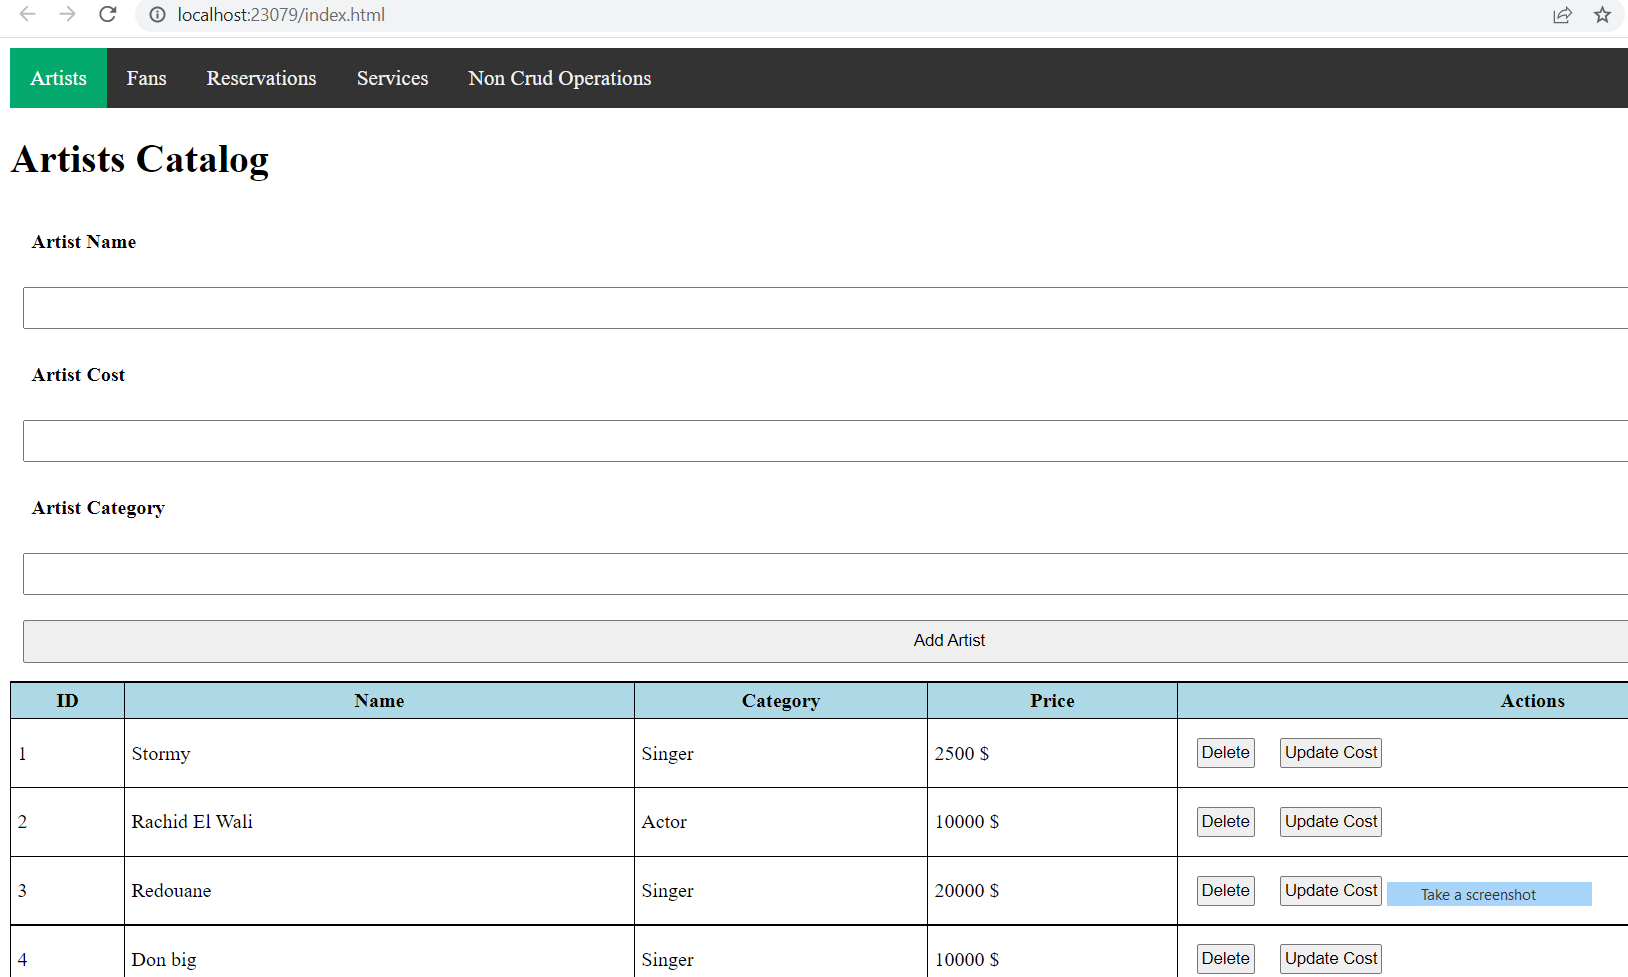 localhost:23079/index.html
Artists Fans Reservations Services Non Crud Operations
Artists Catalog
Artist Name
Artist Cost
Artist Category
Add Artist
ID Name Category Price Actions
1 Stormy Singer 2500 $ Delete Update Cost
2 Rachid El Wali Actor 10000 $ Delete Update Cost
3 Redouane Singer 20000 $ Delete Update Cost Take a screenshot
4 Don big Singer 10000 $ Delete Update Cost